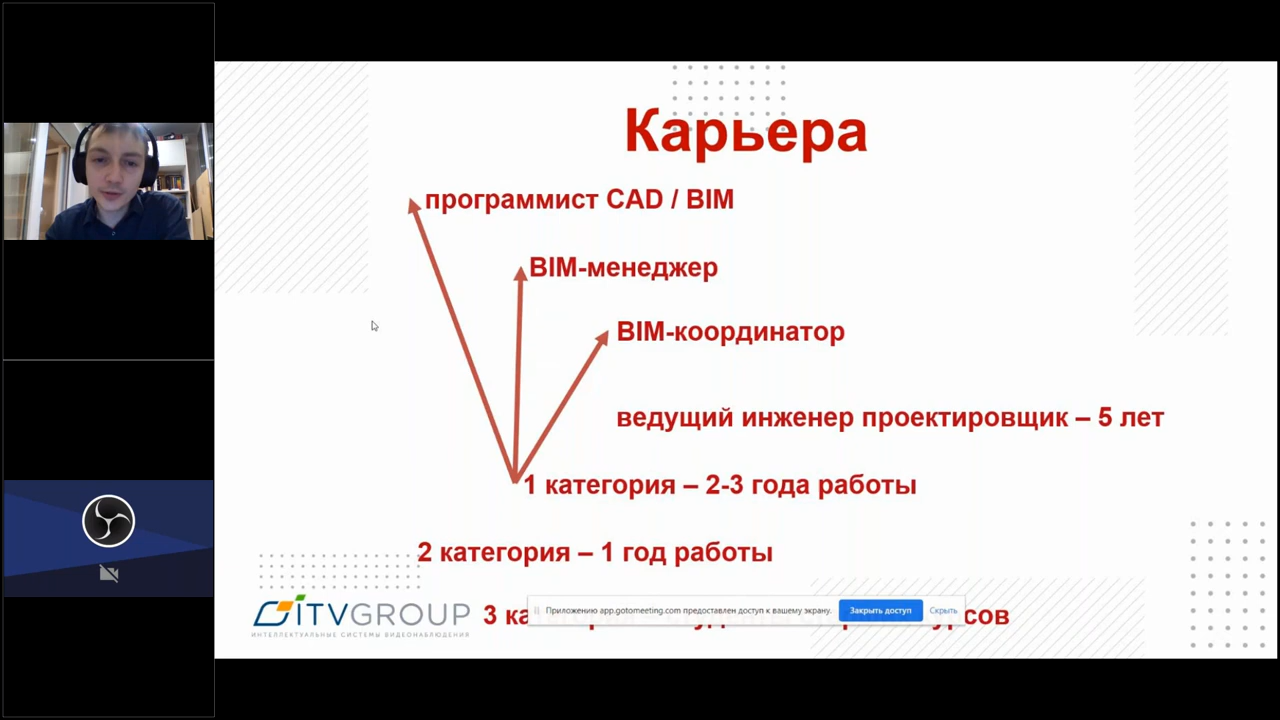 Карьера
программист CAD / BIM
BIM-менеджер
BIM-координатор
ведущий инженер проектировщик – 5 лет
1 категория – 2-3 года работы
2 категория – 1 год работы
ITVGROUP
ИНТЕЛЛЕКТУАЛЬНЫЕ СИСТЕМЫ ВИДЕОНАБЛЮДЕНИЯ
3
Приложению app.gotomeeting.com предоставлен доступ к вашему экрану.
Закрыть доступ
Скрыть